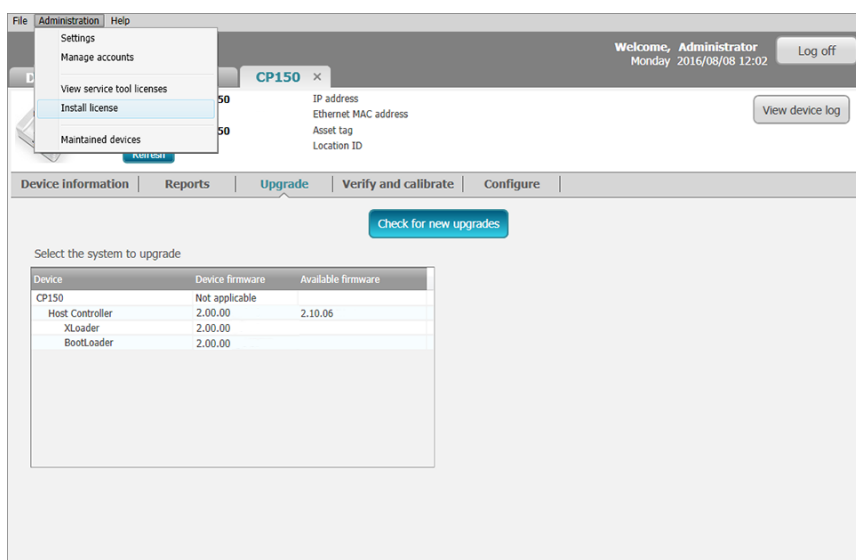 File Administration Help
Settings
Manage accounts
View service tool licenses
Install license
Maintained devices
Welcome, Administrator
Monday 2016/08/08 12:02
Log off
CP150 ×
50
50
Refresh
IP address
Ethernet MAC address
Asset tag
Location ID
View device log
Device information Reports Upgrade Verify and calibrate Configure
Check for new upgrades
Select the system to upgrade
Device Device firmware Available firmware
CP150 Not applicable
Host Controller 2.00.00 2.10.06
XLoader 2.00.00
BootLoader 2.00.00